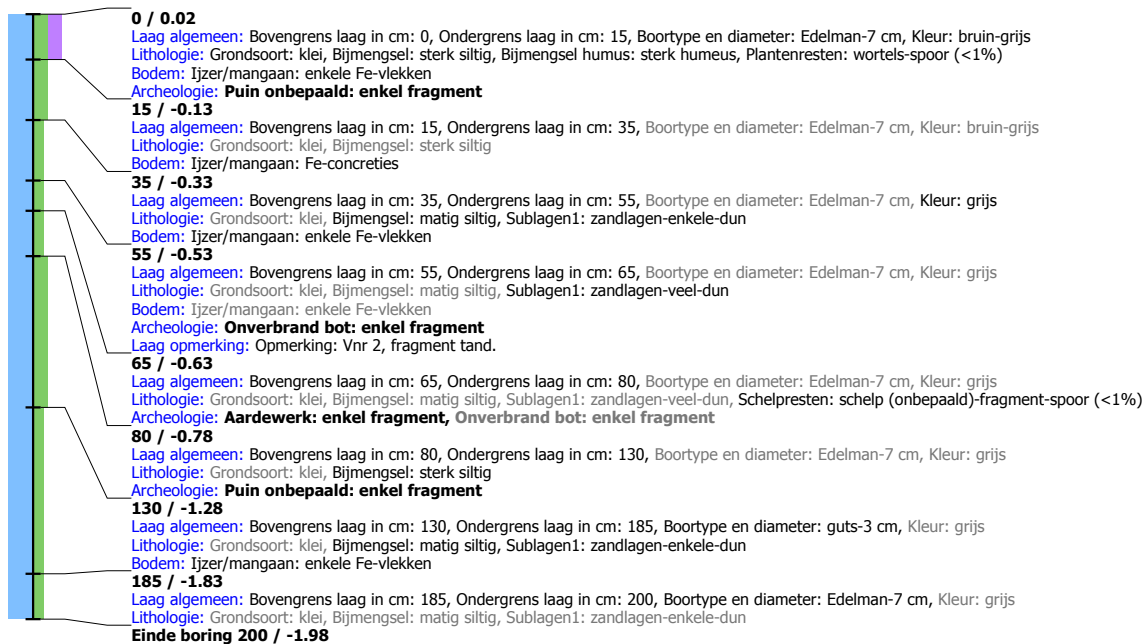 0 / 0.02
Laag algemeen: Bovengrens laag in cm: 0, Ondergrens laag in cm: 15, Boortype en diameter: Edelman-7 cm, Kleur: bruin-grijs
Lithologie: Grondsoort: klei, Bijmengsel: sterk siltig, Bijmengsel humus: sterk humeus, Plantenresten: wortels-spoor (<1%)
Bodem: Ijzer/mangaan: enkele Fe-vlekken
Archeologie: Puin onbepaald: enkel fragment
15 / -0.13
Laag algemeen: Bovengrens laag in cm: 15, Ondergrens laag in cm: 35, Boortype en diameter: Edelman-7 cm, Kleur: bruin-grijs
Lithologie: Grondsoort: klei, Bijmengsel: sterk siltig
Bodem: Ijzer/mangaan: Fe-concreties
35 / -0.33
Laag algemeen: Bovengrens laag in cm: 35, Ondergrens laag in cm: 55, Boortype en diameter: Edelman-7 cm, Kleur: grijs
Lithologie: Grondsoort: klei, Bijmengsel: matig siltig, Sublagen1: zandlagen-enkele-dun
Bodem: Ijzer/mangaan: enkele Fe-vlekken
55 / -0.53
Laag algemeen: Bovengrens laag in cm: 55, Ondergrens laag in cm: 65, Boortype en diameter: Edelman-7 cm, Kleur: grijs
Lithologie: Grondsoort: klei, Bijmengsel: matig siltig, Sublagen1: zandlagen-veel-dun
Bodem: Ijzer/mangaan: enkele Fe-vlekken
Archeologie: Onverbrand bot: enkel fragment
Laag opmerking: Opmerking: Vnr 2, fragment tand.
65 / -0.63
Laag algemeen: Bovengrens laag in cm: 65, Ondergrens laag in cm: 80, Boortype en diameter: Edelman-7 cm, Kleur: grijs
Lithologie: Grondsoort: klei, Bijmengsel: matig siltig, Sublagen1: zandlagen-veel-dun, Schelpresten: schelp (onbepaald)-fragment-spoor (<1%)
Archeologie: Aardewerk: enkel fragment, Onverbrand bot: enkel fragment
80 / -0.78
Laag algemeen: Bovengrens laag in cm: 80, Ondergrens laag in cm: 130, Boortype en diameter: Edelman-7 cm, Kleur: grijs
Lithologie: Grondsoort: klei, Bijmengsel: sterk siltig
Archeologie: Puin onbepaald: enkel fragment
130 / -1.28
Laag algemeen: Bovengrens laag in cm: 130, Ondergrens laag in cm: 185, Boortype en diameter: guts-3 cm, Kleur: grijs
Lithologie: Grondsoort: klei, Bijmengsel: matig siltig, Sublagen1: zandlagen-enkele-dun
Bodem: Ijzer/mangaan: enkele Fe-vlekken
185 / -1.83
Laag algemeen: Bovengrens laag in cm: 185, Ondergrens laag in cm: 200, Boortype en diameter: Edelman-7 cm, Kleur: grijs
Lithologie: Grondsoort: klei, Bijmengsel: matig siltig, Sublagen1: zandlagen-enkele-dun
Einde boring 200 / -1.98